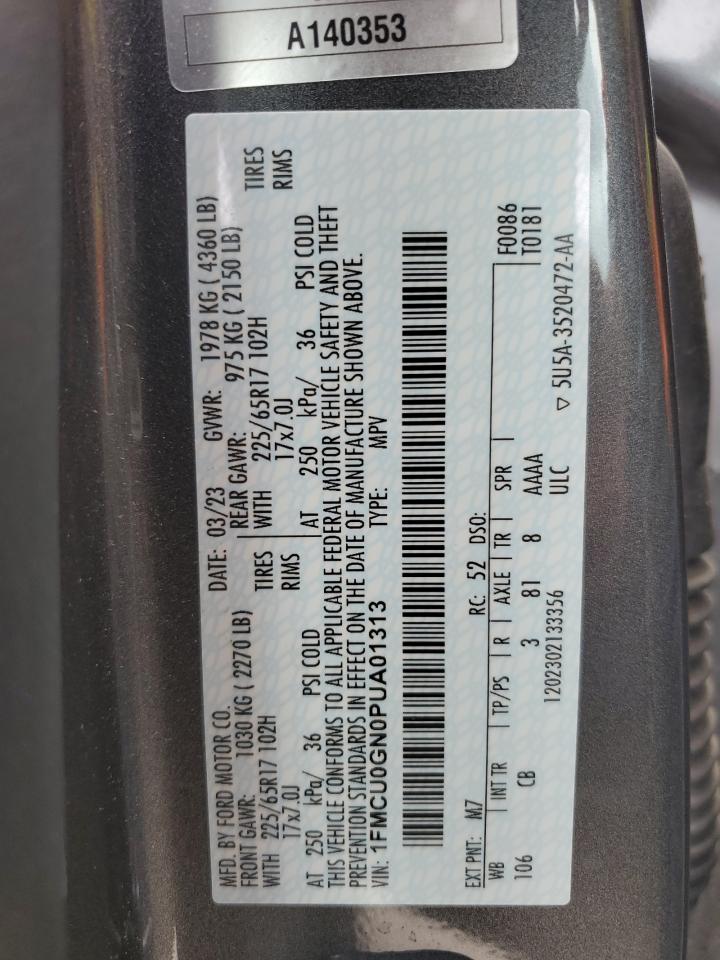 A140353
MFD. BY FORD MOTOR CO. DATE: 03/23 GVWR: 1978 KG ( 4360 LB)
FRONT GAWR: 1030 KG ( 2270 LB) REAR GAWR: 975 KG ( 2150 LB)
WITH 225/65R17 102H TIRES WITH 225/65R17 102H TIRES
17x7.0J RIMS 17x7.0J RIMS
AT 250 kPa/ 36 PSI COLD AT 250 kPa/ 36 PSI COLD
THIS VEHICLE CONFORMS TO ALL APPLICABLE FEDERAL MOTOR VEHICLE SAFETY AND THEFT
PREVENTION STANDARDS IN EFFECT ON THE DATE OF MANUFACTURE SHOWN ABOVE.
VIN: 1FMCU0GN0PUA01313 TYPE: MPV
EXT PNT: M7 RC: 52 DSO: F0086
WB INT TR TP/PS R AXLE TR SPR T0181
106 CB 3 81 8 AAAA
1202302133356 ULC ▽ 5U5A-3520472-AA